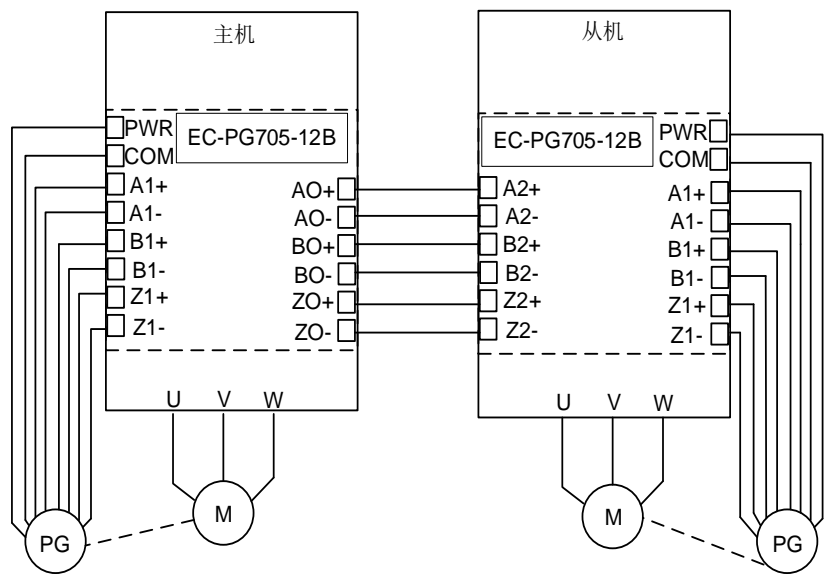 主机
EC-PG705-12B
PWR
COM
A1+
A1-
B1+
B1-
Z1+
Z1-
AO+
AO-
BO+
BO-
ZO+
ZO-
U V W
M
PG
从机
EC-PG705-12B
A2+
A2-
B2+
B2-
Z2+
Z2-
PWR
COM
A1+
A1-
B1+
B1-
Z1+
Z1-
U V W
M
PG